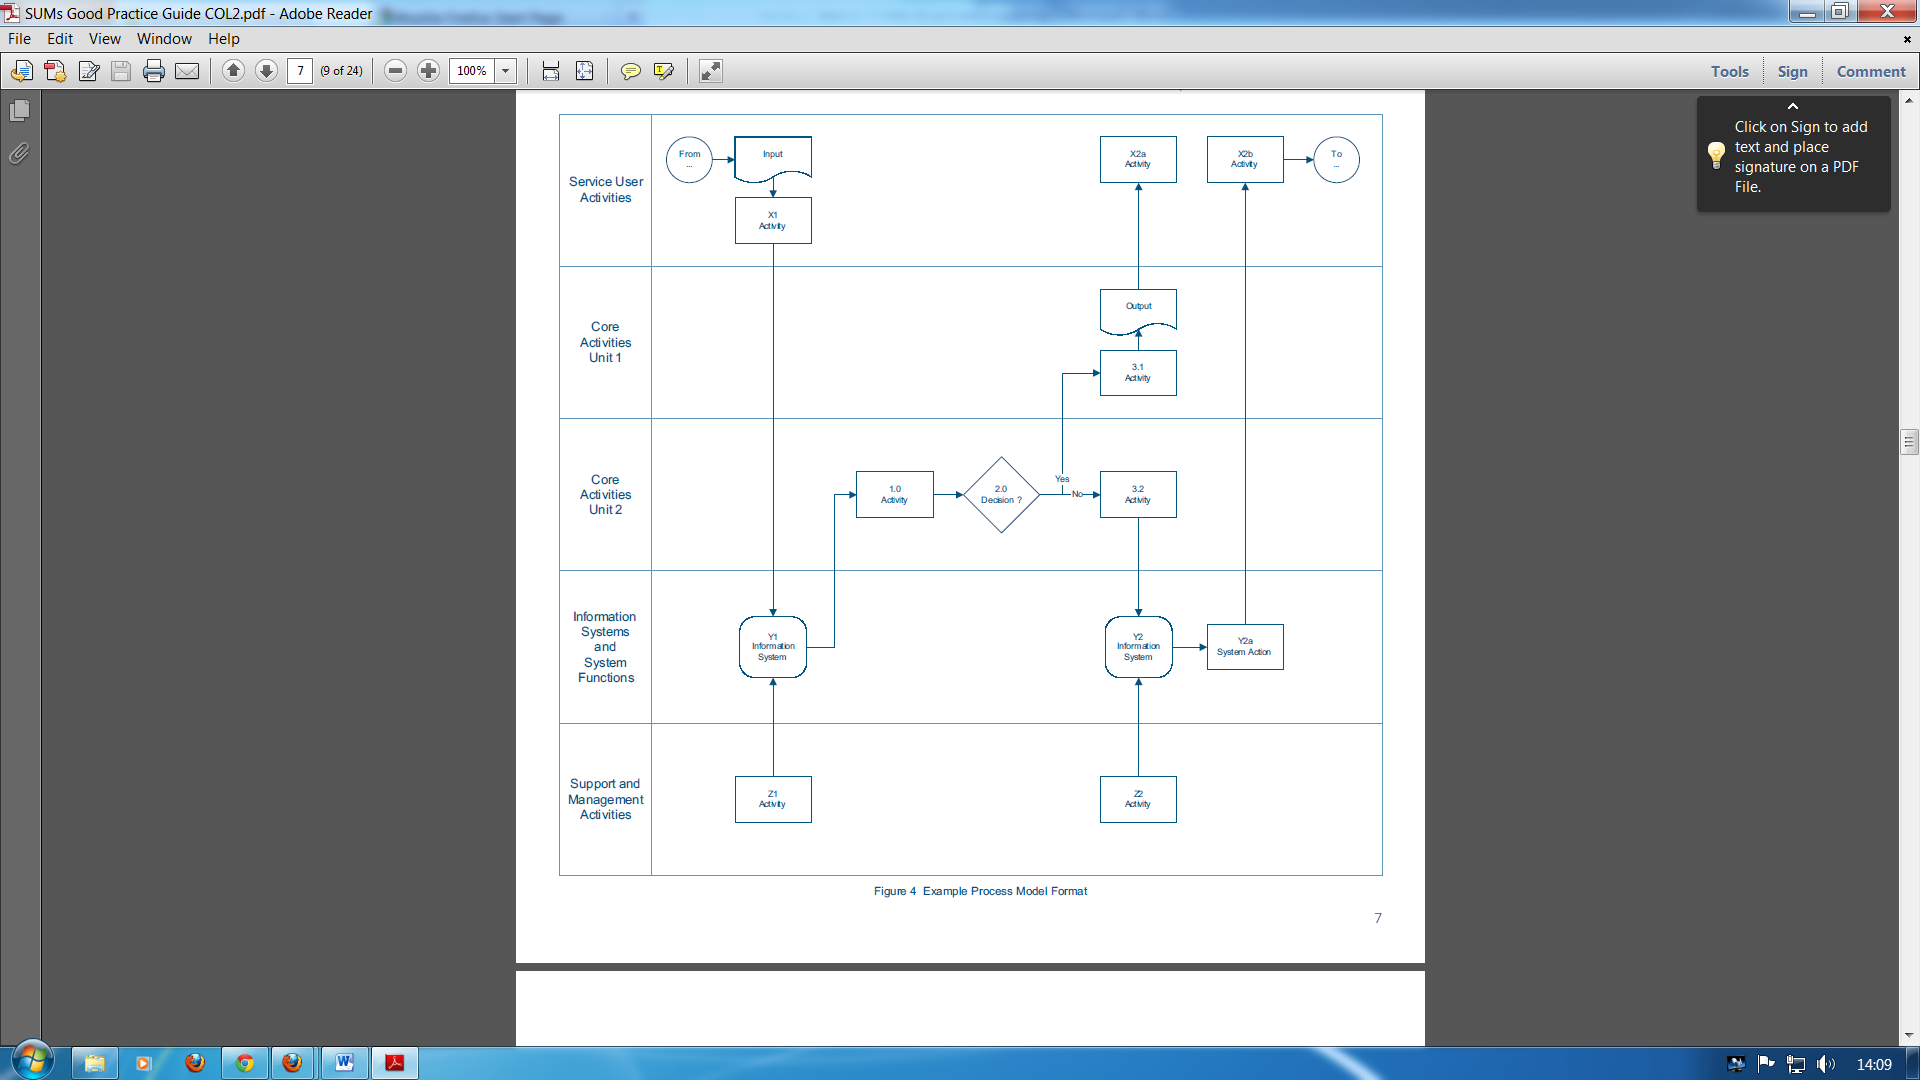 SUMs Good Practice Guide COL2.pdf - Adobe Reader
File Edit View Window Help
7 (9 of 24) 100% Tools Sign Comment
Click on Sign to add
text and place
signature on a PDF
File.
Service User
Activities
From
...
Input
X1
Activity
X2a
Activity
X2b
Activity
To
...
Core
Activities
Unit 1
Output
3.1
Activity
Core
Activities
Unit 2
1.0
Activity
2.0
Decision ?
Yes
No
3.2
Activity
Information
Systems
and
System
Functions
Y1
Information
System
Y2
Information
System
Y2a
System Action
Support and
Management
Activities
Z1
Activity
Z2
Activity
Figure 4 Example Process Model Format
7
14:09